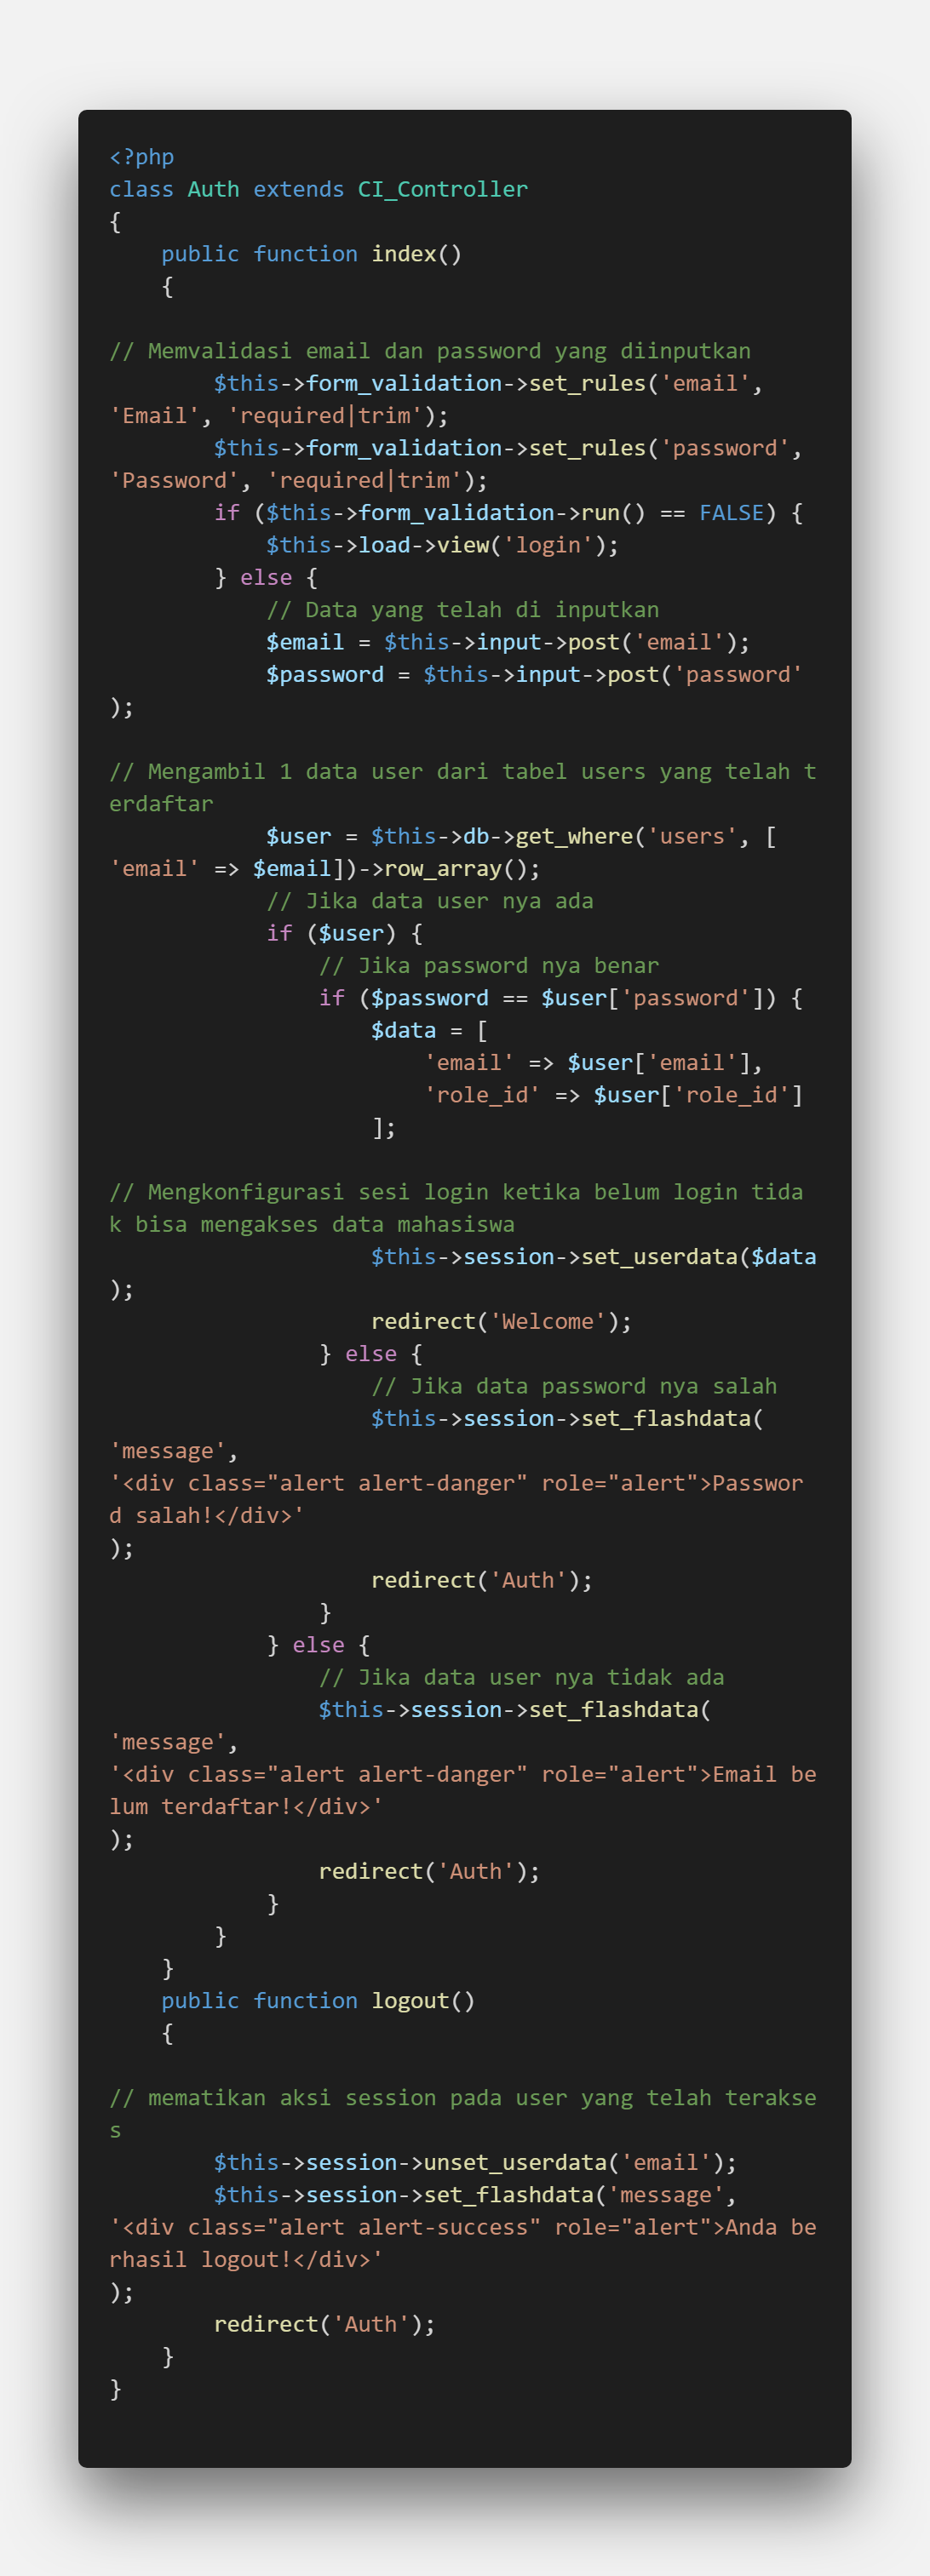 <?php
class Auth extends CI_Controller
{
    public function index()
    {

// Memvalidasi email dan password yang diinputkan
        $this->form_validation->set_rules('email', 
'Email', 'required|trim');
        $this->form_validation->set_rules('password', 
'Password', 'required|trim');
        if ($this->form_validation->run() == FALSE) {
            $this->load->view('login');
        } else {
            // Data yang telah di inputkan
            $email = $this->input->post('email');
            $password = $this->input->post('password'
);

// Mengambil 1 data user dari tabel users yang telah t
erdaftar
            $user = $this->db->get_where('users', [
'email' => $email])->row_array();
            // Jika data user nya ada
            if ($user) {
                // Jika password nya benar
                if ($password == $user['password']) {
                    $data = [
                        'email' => $user['email'],
                        'role_id' => $user['role_id']
                    ];

// Mengkonfigurasi sesi login ketika belum login tida
k bisa mengakses data mahasiswa
                    $this->session->set_userdata($data
);
                    redirect('Welcome');
                } else {
                    // Jika data password nya salah
                    $this->session->set_flashdata(
'message', 
'<div class="alert alert-danger" role="alert">Passwor
d salah!</div>'
);
                    redirect('Auth');
                }
            } else {
                // Jika data user nya tidak ada
                $this->session->set_flashdata(
'message', 
'<div class="alert alert-danger" role="alert">Email be
lum terdaftar!</div>'
);
                redirect('Auth');
            }
        }
    }
    public function logout()
    {

// mematikan aksi session pada user yang telah terakse
s
        $this->session->unset_userdata('email');
        $this->session->set_flashdata('message', 
'<div class="alert alert-success" role="alert">Anda be
rhasil logout!</div>'
);
        redirect('Auth');
    }
}